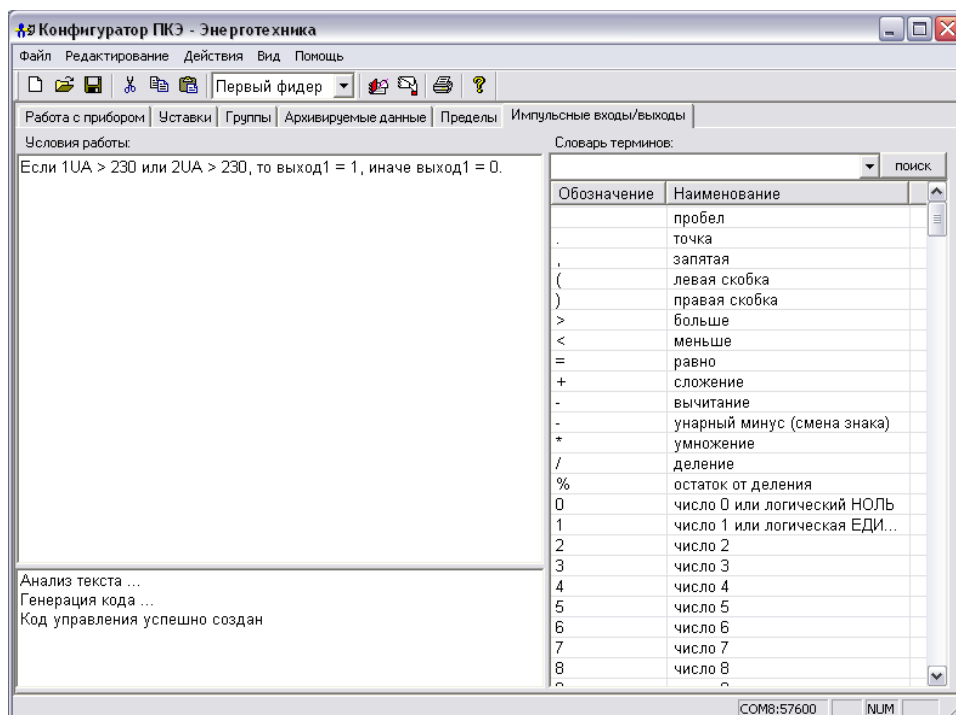 Конфигуратор ПКЭ - Энерготехника
Файл Редактирование Действия Вид Помощь
Первый фидер
Работа с прибором Уставки Группы Архивируемые данные Пределы Импульсные входы/выходы
Условия работы:
Если 1UA > 230 или 2UA > 230, то выход1 = 1, иначе выход1 = 0.
Анализ текста ...
Генерация кода ...
Код управления успешно создан
Словарь терминов:
поиск
Обозначение Наименование
пробел
. точка
, запятая
( левая скобка
) правая скобка
> больше
< меньше
= равно
+ сложение
- вычитание
- унарный минус (смена знака)
* умножение
/ деление
% остаток от деления
0 число 0 или логический НОЛЬ
1 число 1 или логическая ЕДИ...
2 число 2
3 число 3
4 число 4
5 число 5
6 число 6
7 число 7
8 число 8
COM8:57600 NUM